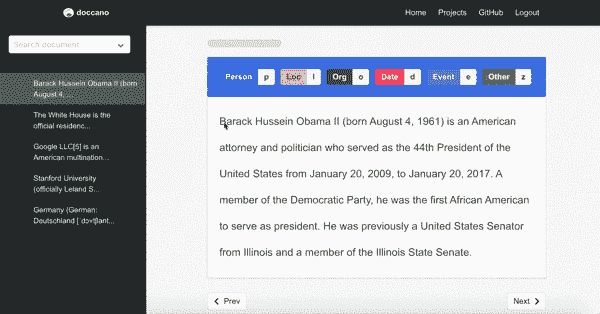 doccano
Home Projects GitHub Logout
Search document
Barack Hussein Obama II (born
August 4, ...
The White House is the
official residenc...
Google LLC[5] is an
American multination...
Stanford University
(officially Leland S...
Germany (German:
Deutschland [ˈdɔʏtʃlant...
Person p Loc l Org o Date d Event e Other z
Barack Hussein Obama II (born August 4, 1961) is an American
attorney and politician who served as the 44th President of the
United States from January 20, 2009, to January 20, 2017. A
member of the Democratic Party, he was the first African American
to serve as president. He was previously a United States Senator
from Illinois and a member of the Illinois State Senate.
Prev Next